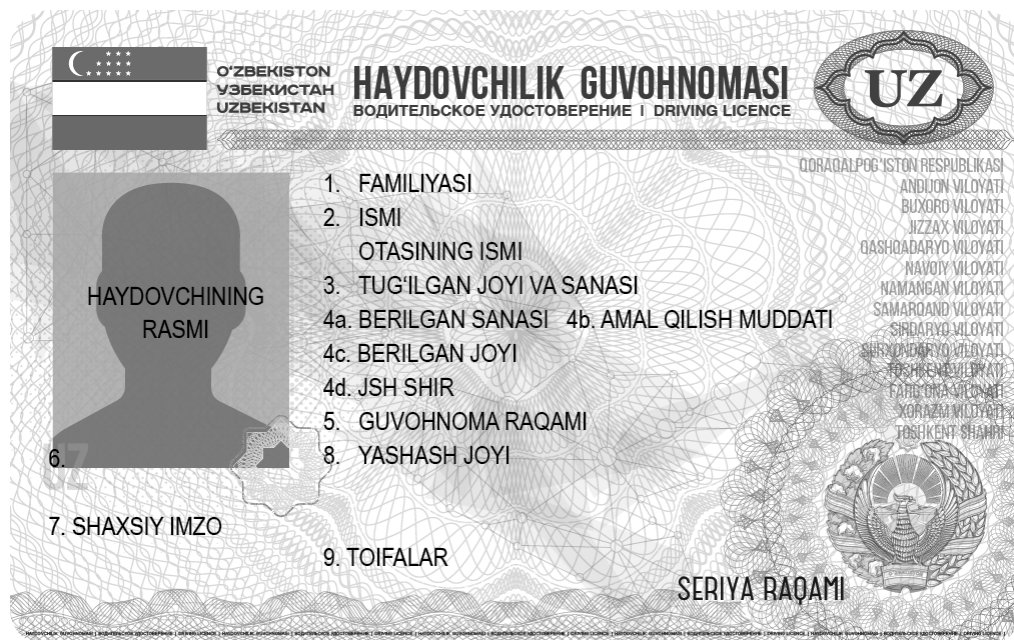 O‘ZBEKISTON
ЎЗБЕКИСТАН
UZBEKISTAN
HAYDOVCHILIK GUVOHNOMASI
ВОДИТЕЛЬСКОЕ УДОСТОВЕРЕНИЕ | DRIVING LICENCE
UZ
QORAQALPOG‘ISTON RESPUBLIKASI
ANDIJON VILOYATI
BUXORO VILOYATI
JIZZAX VILOYATI
QASHQADARYO VILOYATI
NAVOIY VILOYATI
NAMANGAN VILOYATI
SAMARQAND VILOYATI
SIRDARYO VILOYATI
SURXONDARYO VILOYATI
TOSHKENT VILOYATI
FARG‘ONA VILOYATI
XORAZM VILOYATI
TOSHKENT SHAHRI
HAYDOVCHINING
RASMI
1. FAMILIYASI
2. ISMI
OTASINING ISMI
3. TUG‘ILGAN JOYI VA SANASI
4a. BERILGAN SANASI 4b. AMAL QILISH MUDDATI
4c. BERILGAN JOYI
4d. JSH SHIR
5. GUVOHNOMA RAQAMI
8. YASHASH JOYI
6.
UZ
7. SHAXSIY IMZO
9. TOIFALAR
SERIYA RAQAMI